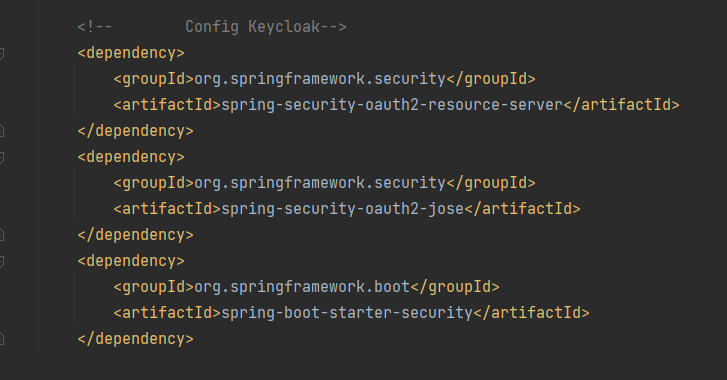 <!--        Config Keycloak-->
<dependency>
    <groupId>org.springframework.security</groupId>
    <artifactId>spring-security-oauth2-resource-server</artifactId>
</dependency>
<dependency>
    <groupId>org.springframework.security</groupId>
    <artifactId>spring-security-oauth2-jose</artifactId>
</dependency>
<dependency>
    <groupId>org.springframework.boot</groupId>
    <artifactId>spring-boot-starter-security</artifactId>
</dependency>